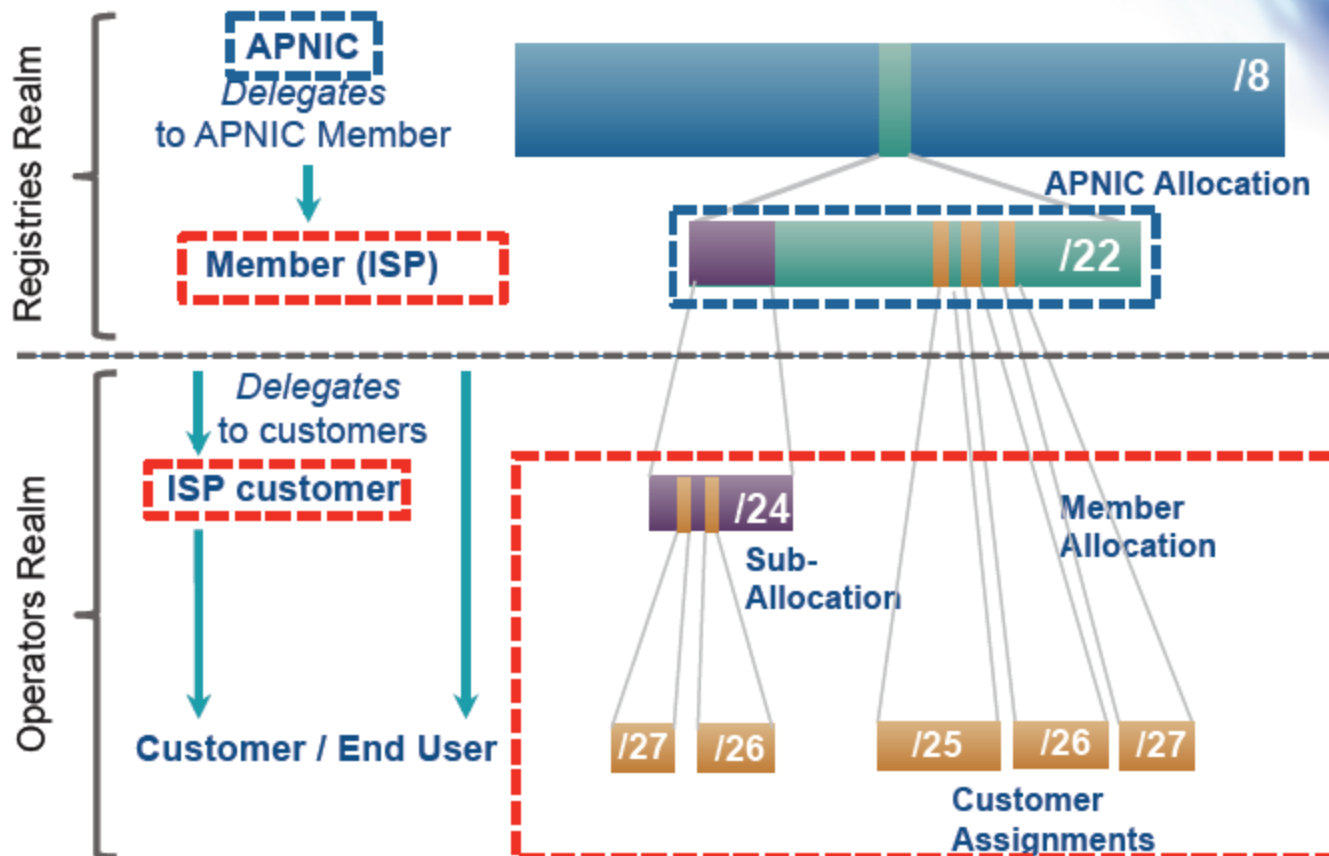 Registries Realm
APNIC
Delegates
to APNIC Member
Member (ISP)
/8
APNIC Allocation
/22
Operators Realm
Delegates
to customers
ISP customer
Customer / End User
/24
Sub-
Allocation
Member
Allocation
/27
/26
/25
/26
/27
Customer
Assignments